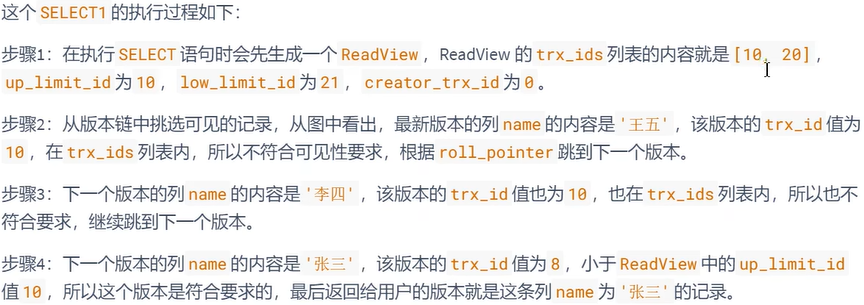 这个 SELECT1 的执行过程如下：
步骤1：在执行 SELECT 语句时会先生成一个 ReadView ，ReadView 的 trx_ids 列表的内容就是 [10, 20] ，
up_limit_id 为 10 ， low_limit_id 为 21 ， creator_trx_id 为 0 。
步骤2：从版本链中挑选可见的记录，从图中看出，最新版本的列 name 的内容是 '王五' ，该版本的 trx_id 值为
10 ，在 trx_ids 列表内，所以不符合可见性要求，根据 roll_pointer 跳到下一个版本。
步骤3：下一个版本的列 name 的内容是 '李四' ，该版本的 trx_id 值也为 10 ，也在 trx_ids 列表内，所以也不
符合要求，继续跳到下一个版本。
步骤4：下一个版本的列 name 的内容是 '张三' ，该版本的 trx_id 值为 8 ，小于 ReadView 中的 up_limit_id
值 10 ，所以这个版本是符合要求的，最后返回给用户的版本就是这条列 name 为 '张三' 的记录。